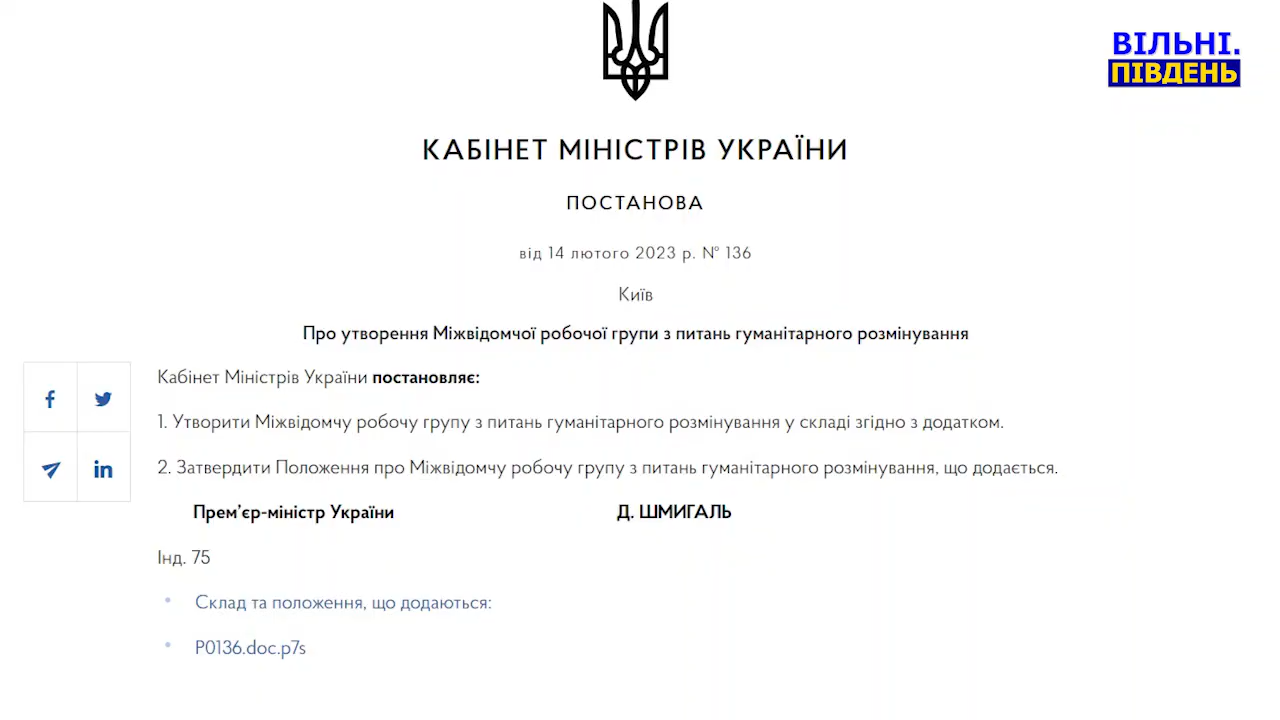 ВІЛЬНІ.
ПІВДЕНЬ
КАБІНЕТ МІНІСТРІВ УКРАЇНИ
ПОСТАНОВА
від 14 лютого 2023 р. № 136
Київ
Про утворення Міжвідомчої робочої групи з питань гуманітарного розмінування
Кабінет Міністрів України постановляє:
1. Утворити Міжвідомчу робочу групу з питань гуманітарного розмінування у складі згідно з додатком.
2. Затвердити Положення про Міжвідомчу робочу групу з питань гуманітарного розмінування, що додається.
Прем’єр-міністр України Д. ШМИГАЛЬ
Інд. 75
Склад та положення, що додаються:
P0136.doc.p7s